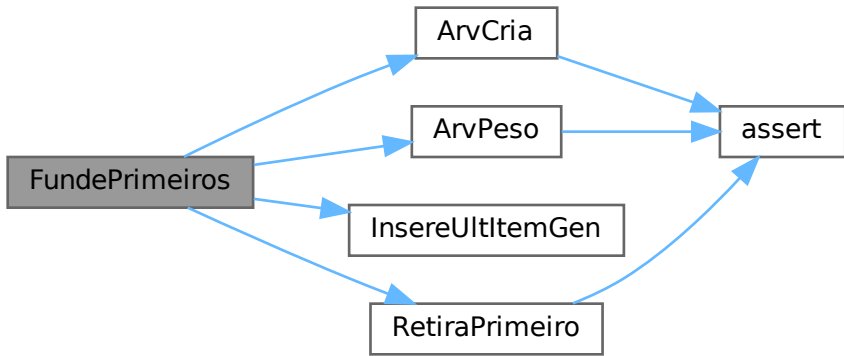 ArvCria
ArvPeso
assert
FundePrimeiros
InsereUltItemGen
RetiraPrimeiro